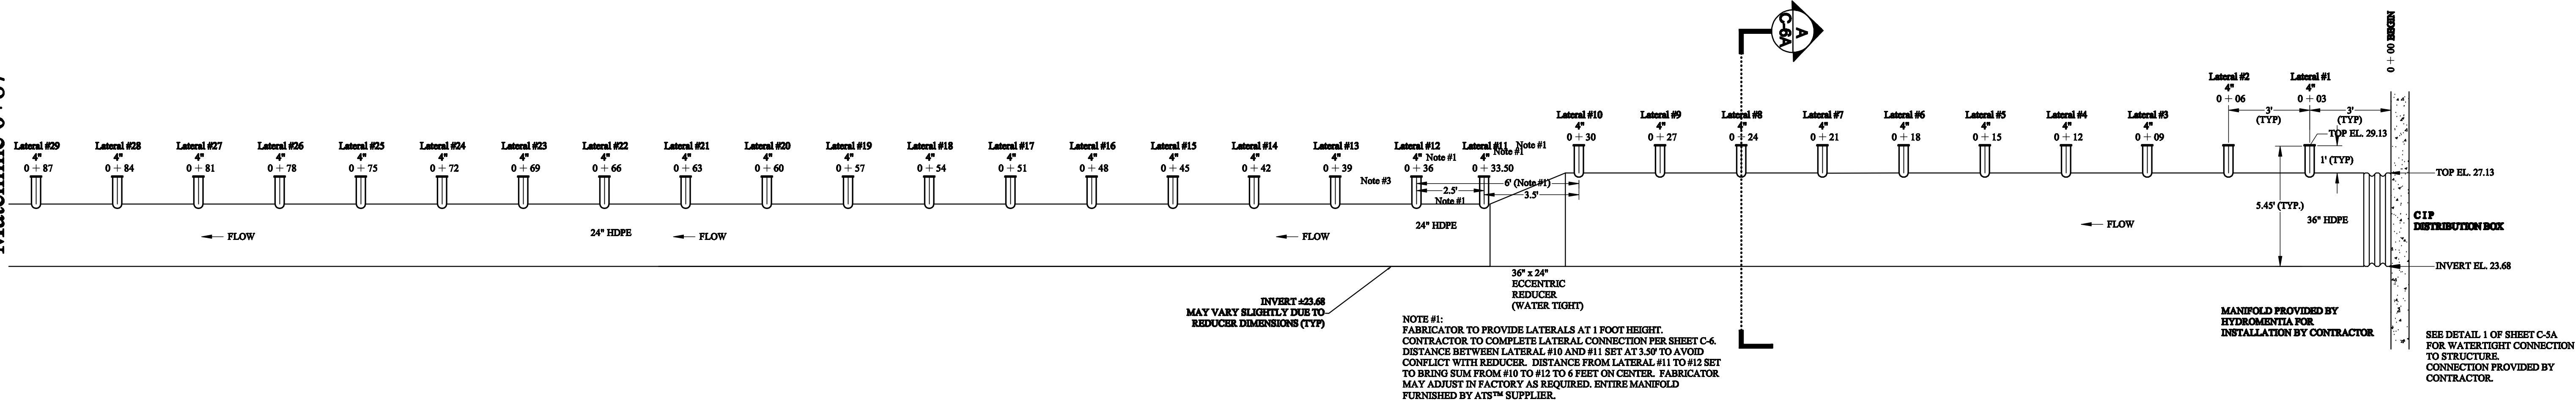 A
C-6A
0 + 00 BEGIN
Lateral #2
4"
0 + 06
Lateral #1
4"
0 + 03
3'
(TYP)
3'
(TYP)
TOP EL. 29.13
1' (TYP)
Lateral #10
4"
0 + 30
Lateral #9
4"
0 + 27
Lateral #8
4"
0 + 24
Lateral #7
4"
0 + 21
Lateral #6
4"
0 + 18
Lateral #5
4"
0 + 15
Lateral #4
4"
0 + 12
Lateral #3
4"
0 + 09
Lateral #29
4"
0 + 87
Lateral #28
4"
0 + 84
Lateral #27
4"
0 + 81
Lateral #26
4"
0 + 78
Lateral #25
4"
0 + 75
Lateral #24
4"
0 + 72
Lateral #23
4"
0 + 69
Lateral #22
4"
0 + 66
Lateral #21
4"
0 + 63
Lateral #20
4"
0 + 60
Lateral #19
4"
0 + 57
Lateral #18
4"
0 + 54
Lateral #17
4"
0 + 51
Lateral #16
4"
0 + 48
Lateral #15
4"
0 + 45
Lateral #14
4"
0 + 42
Lateral #13
4"
0 + 39
Lateral #12
4" Note #1
0 + 36
Lateral #11 Note #1
4" Note #1
0 + 33.50
Note #3
6' (Note #1)
2.5'
3.5'
Note #1
TOP EL. 27.13
5.45' (TYP.)
36" HDPE
C I P
DISTRIBUTION BOX
FLOW
24" HDPE
FLOW
FLOW
24" HDPE
FLOW
INVERT EL. 23.68
36" x 24"
ECCENTRIC
REDUCER
(WATER TIGHT)
INVERT ±23.68
MAY VARY SLIGHTLY DUE TO
REDUCER DIMENSIONS (TYP)
NOTE #1:
FABRICATOR TO PROVIDE LATERALS AT 1 FOOT HEIGHT.
CONTRACTOR TO COMPLETE LATERAL CONNECTION PER SHEET C-6.
DISTANCE BETWEEN LATERAL #10 AND #11 SET AT 3.50' TO AVOID
CONFLICT WITH REDUCER. DISTANCE FROM LATERAL #11 TO #12 SET
TO BRING SUM FROM #10 TO #12 TO 6 FEET ON CENTER. FABRICATOR
MAY ADJUST IN FACTORY AS REQUIRED. ENTIRE MANIFOLD
FURNISHED BY ATS™ SUPPLIER.
MANIFOLD PROVIDED BY
HYDROMENTIA FOR
INSTALLATION BY CONTRACTOR
SEE DETAIL 1 OF SHEET C-5A
FOR WATERTIGHT CONNECTION
TO STRUCTURE.
CONNECTION PROVIDED BY
CONTRACTOR.